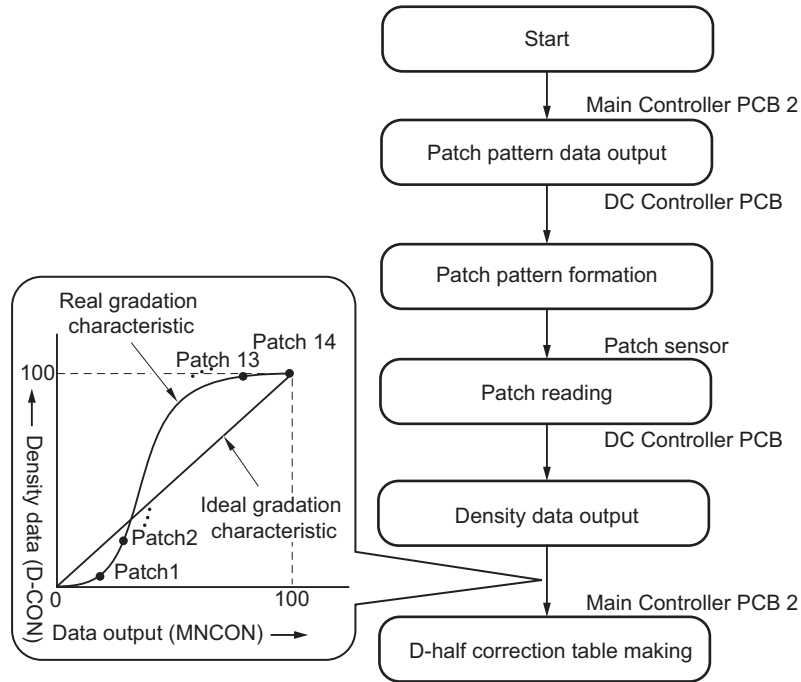 Start
Main Controller PCB 2
Patch pattern data output
DC Controller PCB
Patch pattern formation
Patch sensor
Patch reading
DC Controller PCB
Density data output
Main Controller PCB 2
D-half correction table making
Real gradation
characteristic
Patch 14
Patch 13
100
Density data (D-CON)
Ideal gradation
characteristic
Patch2
Patch1
0
100
Data output (MNCON)